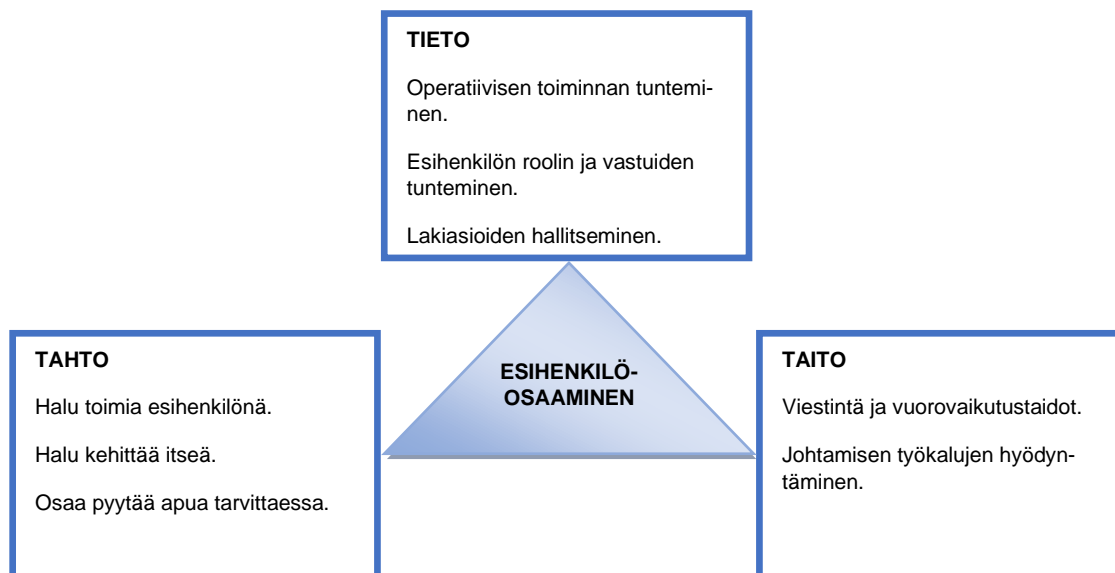 TIETO
Operatiivisen toiminnan tuntemi-
nen.
Esihenkilön roolin ja vastuiden
tunteminen.
Lakiasioiden hallitseminen.
ESIHENKILÖ-
OSAAMINEN
TAHTO
Halu toimia esihenkilönä.
Halu kehittää itseä.
Osaa pyytää apua tarvittaessa.
TAITO
Viestintä ja vuorovaikutustaidot.
Johtamisen työkalujen hyödyn-
täminen.